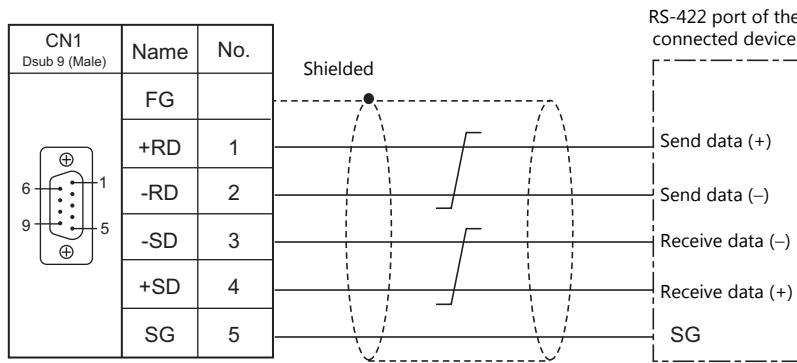 RS-422 port of the
connected device
CN1
Dsub 9 (Male)
Name
No.
Shielded
FG
+RD 1 Send data (+)
6 1
-RD 2 Send data (−)
9 5
-SD 3 Receive data (−)
+SD 4 Receive data (+)
SG 5 SG